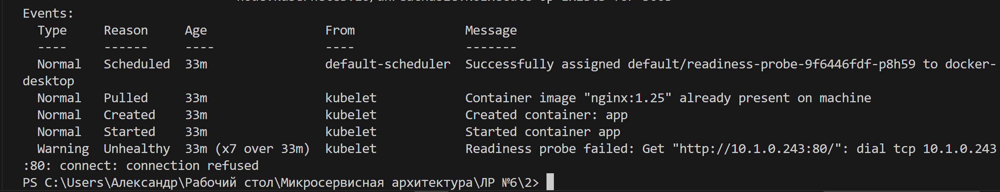 Events:
  Type     Reason     Age                From               Message
  ----     ------     ----               ----               -------
  Normal   Scheduled  33m                default-scheduler  Successfully assigned default/readiness-probe-9f6446fdf-p8h59 to docker-
desktop
  Normal   Pulled     33m                kubelet            Container image "nginx:1.25" already present on machine
  Normal   Created    33m                kubelet            Created container: app
  Normal   Started    33m                kubelet            Started container app
  Warning  Unhealthy  33m (x7 over 33m)  kubelet            Readiness probe failed: Get "http://10.1.0.243:80/": dial tcp 10.1.0.243
:80: connect: connection refused
PS C:\Users\Александр\Рабочий стол\Микросервисная архитектура\ЛР №6\2>